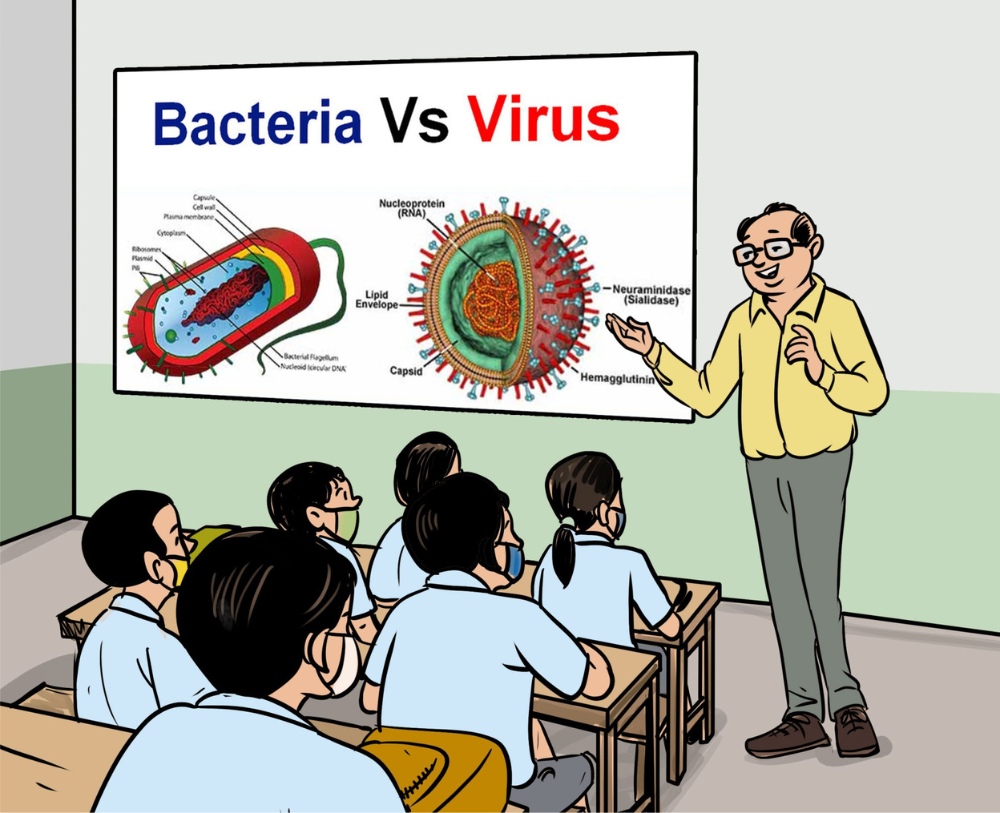 Bacteria Vs Virus
Capsule
Cell wall
Plasma membrane
Cytoplasm
Ribosomes
Plasmid
Pili
Bacterial Flagellum
Nucleoid (circular DNA)
Nucleoprotein
(RNA)
Lipid
Envelope
Capsid
Neuraminidase
(Sialidase)
Hemagglutinin